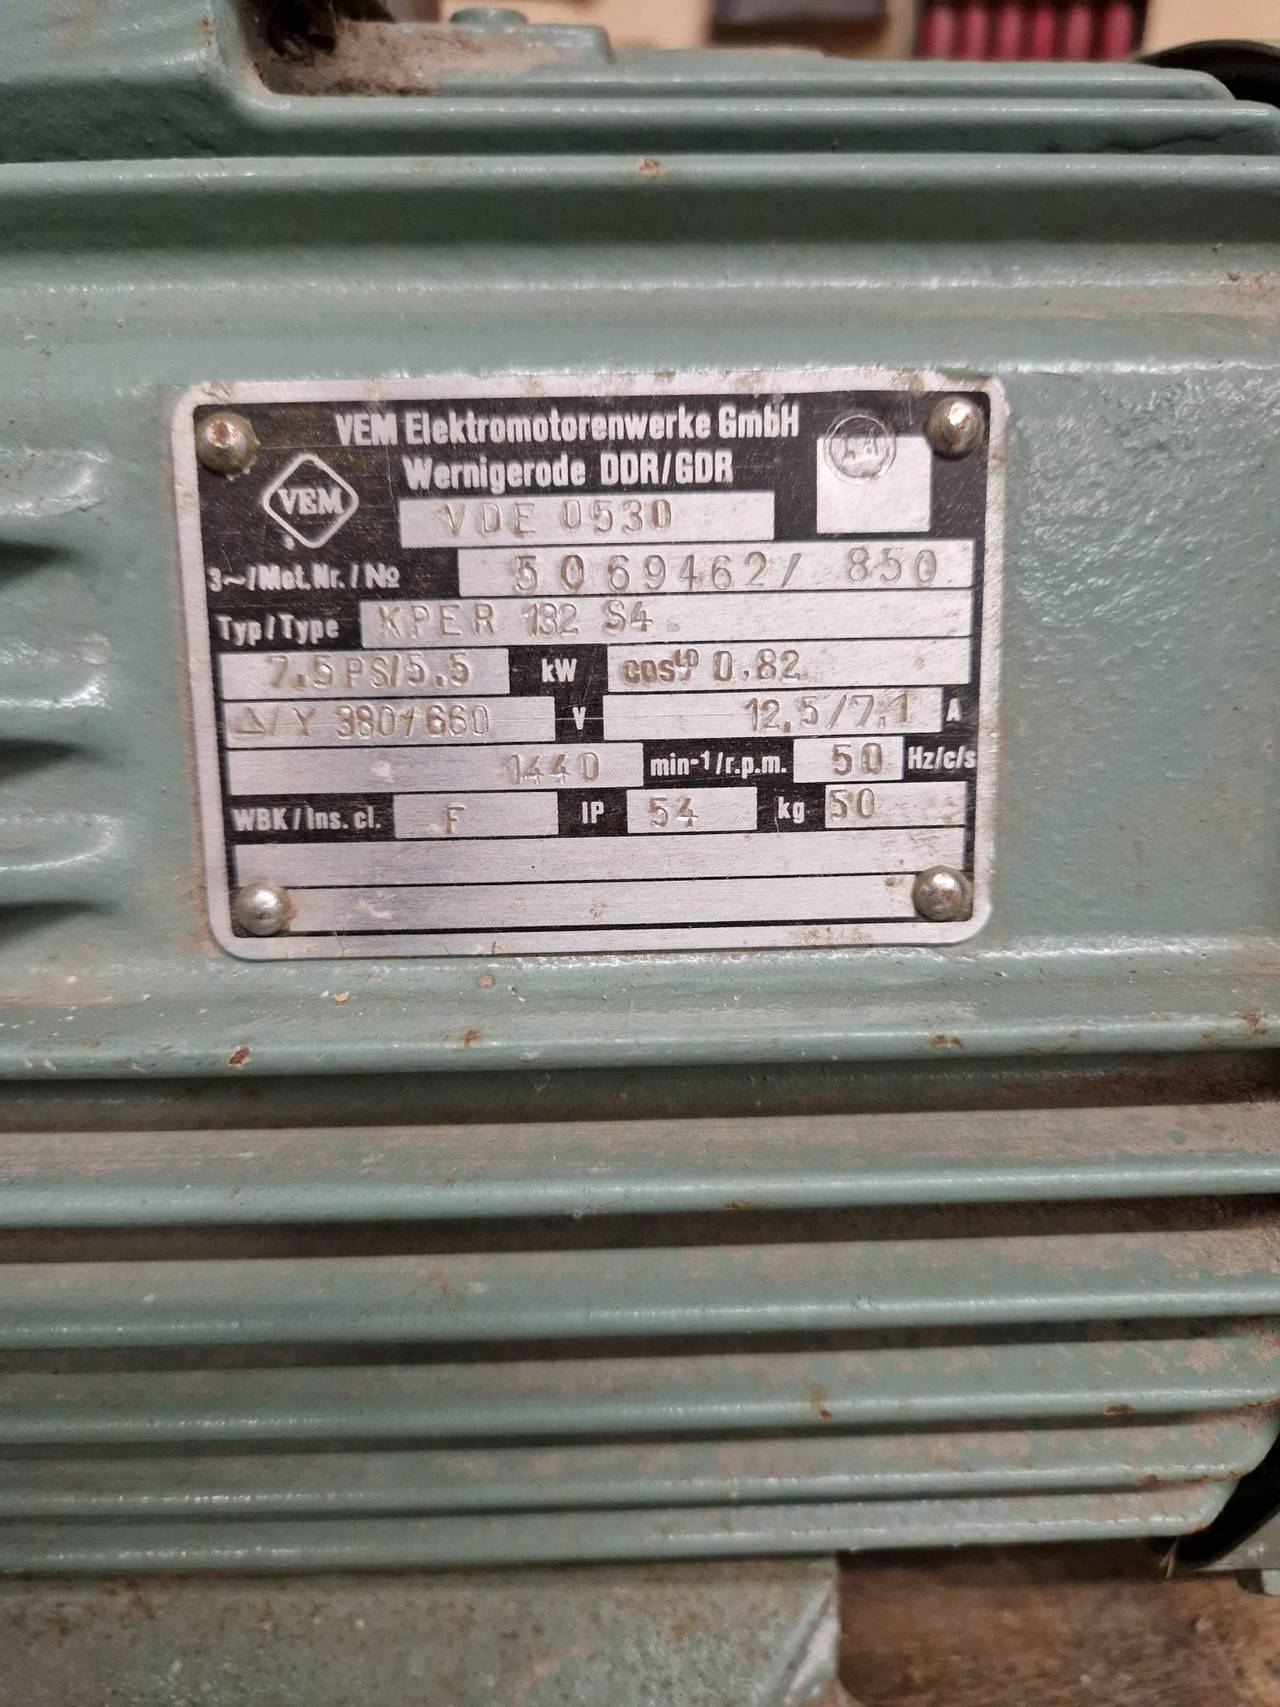 VEM Elektromotorenwerke GmbH
Wernigerode DDR/GDR
VEM
VDE 0530
3~/Mot.Nr./No 5069462/ 850
Typ/Type KPER 132 S4
7.5PS/5.5 kW cosφ 0.82
△/Y 380/660 V 12,5/7,1 A
1440 min-1/r.p.m. 50 Hz/c/s
WBK/Ins. cl. F IP 54 kg 50